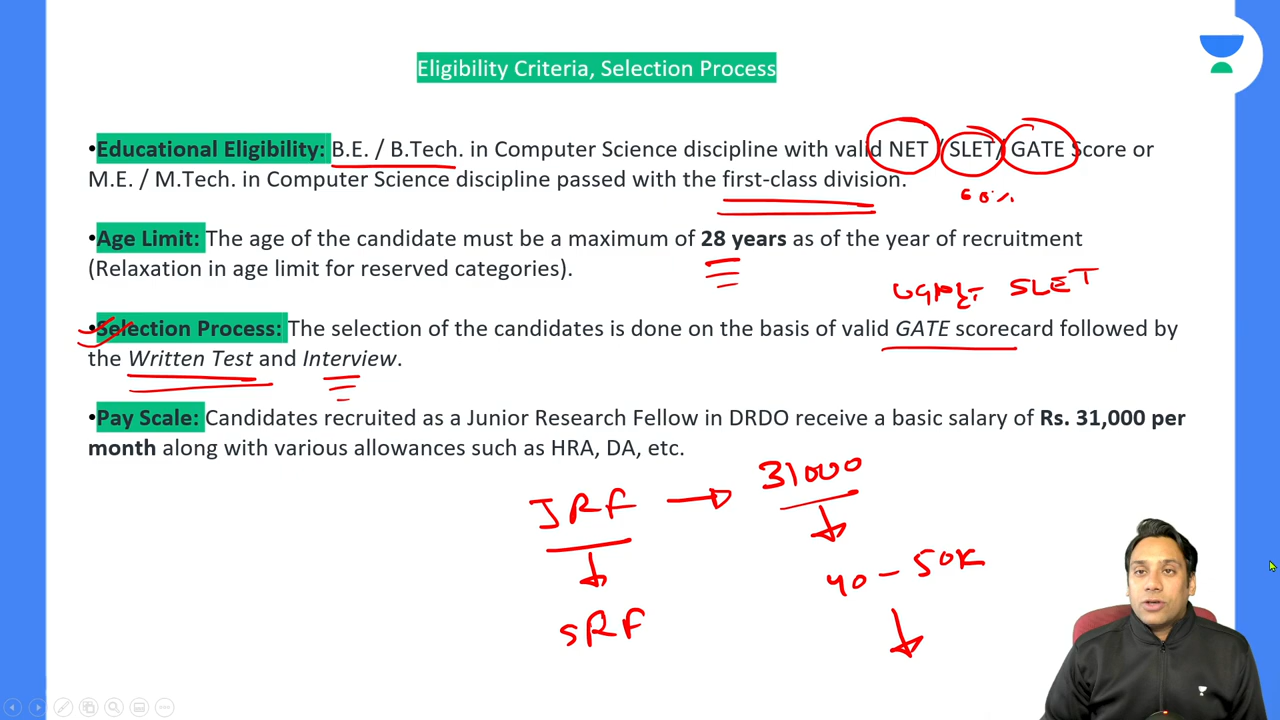 Eligibility Criteria, Selection Process
•Educational Eligibility: B.E. / B.Tech. in Computer Science discipline with valid NET /SLET/ GATE Score or
M.E. / M.Tech. in Computer Science discipline passed with the first-class division.
60%
•Age Limit: The age of the candidate must be a maximum of 28 years as of the year of recruitment
(Relaxation in age limit for reserved categories).
SLET
•Selection Process: The selection of the candidates is done on the basis of valid GATE scorecard followed by
the Written Test and Interview.
•Pay Scale: Candidates recruited as a Junior Research Fellow in DRDO receive a basic salary of Rs. 31,000 per
month along with various allowances such as HRA, DA, etc.
JRF → 31000
40 - 50K
SRF